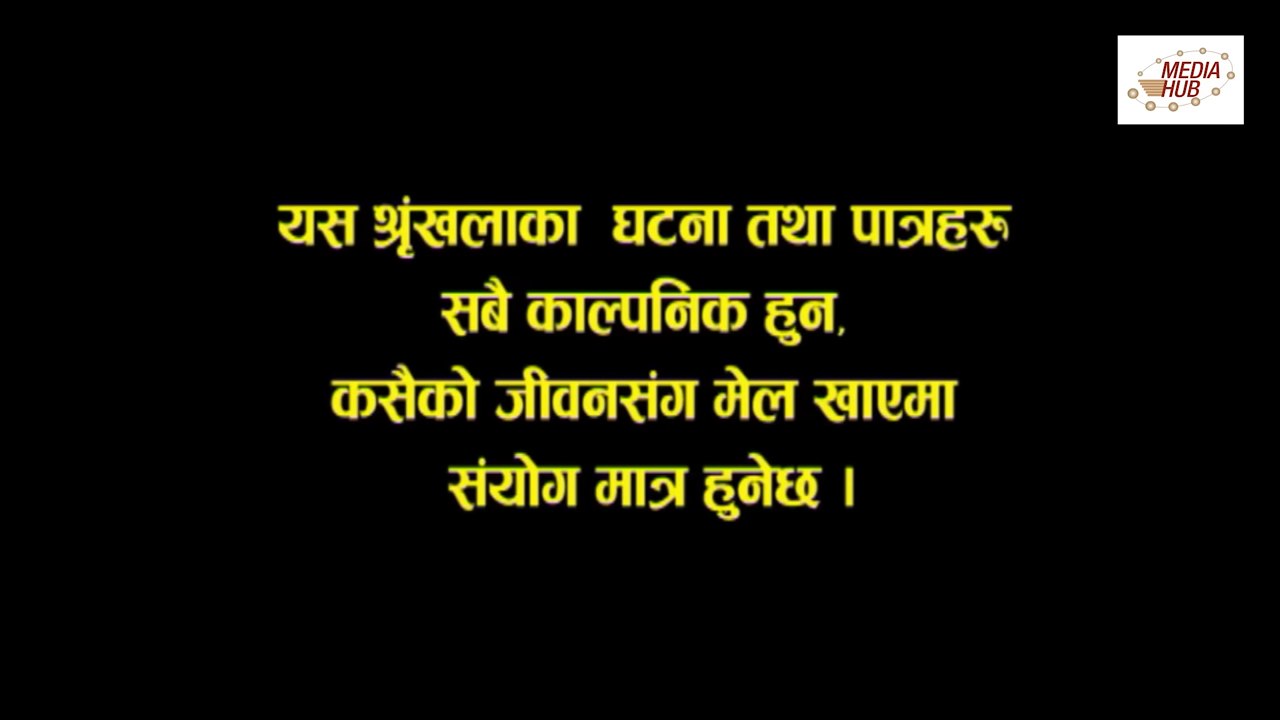 MEDIA
HUB
यस श्रृंखलाका घटना तथा पात्रहरू
सबै काल्पनिक हुन,
कसैको जीवनसंग मेल खाएमा
संयोग मात्र हुनेछ ।